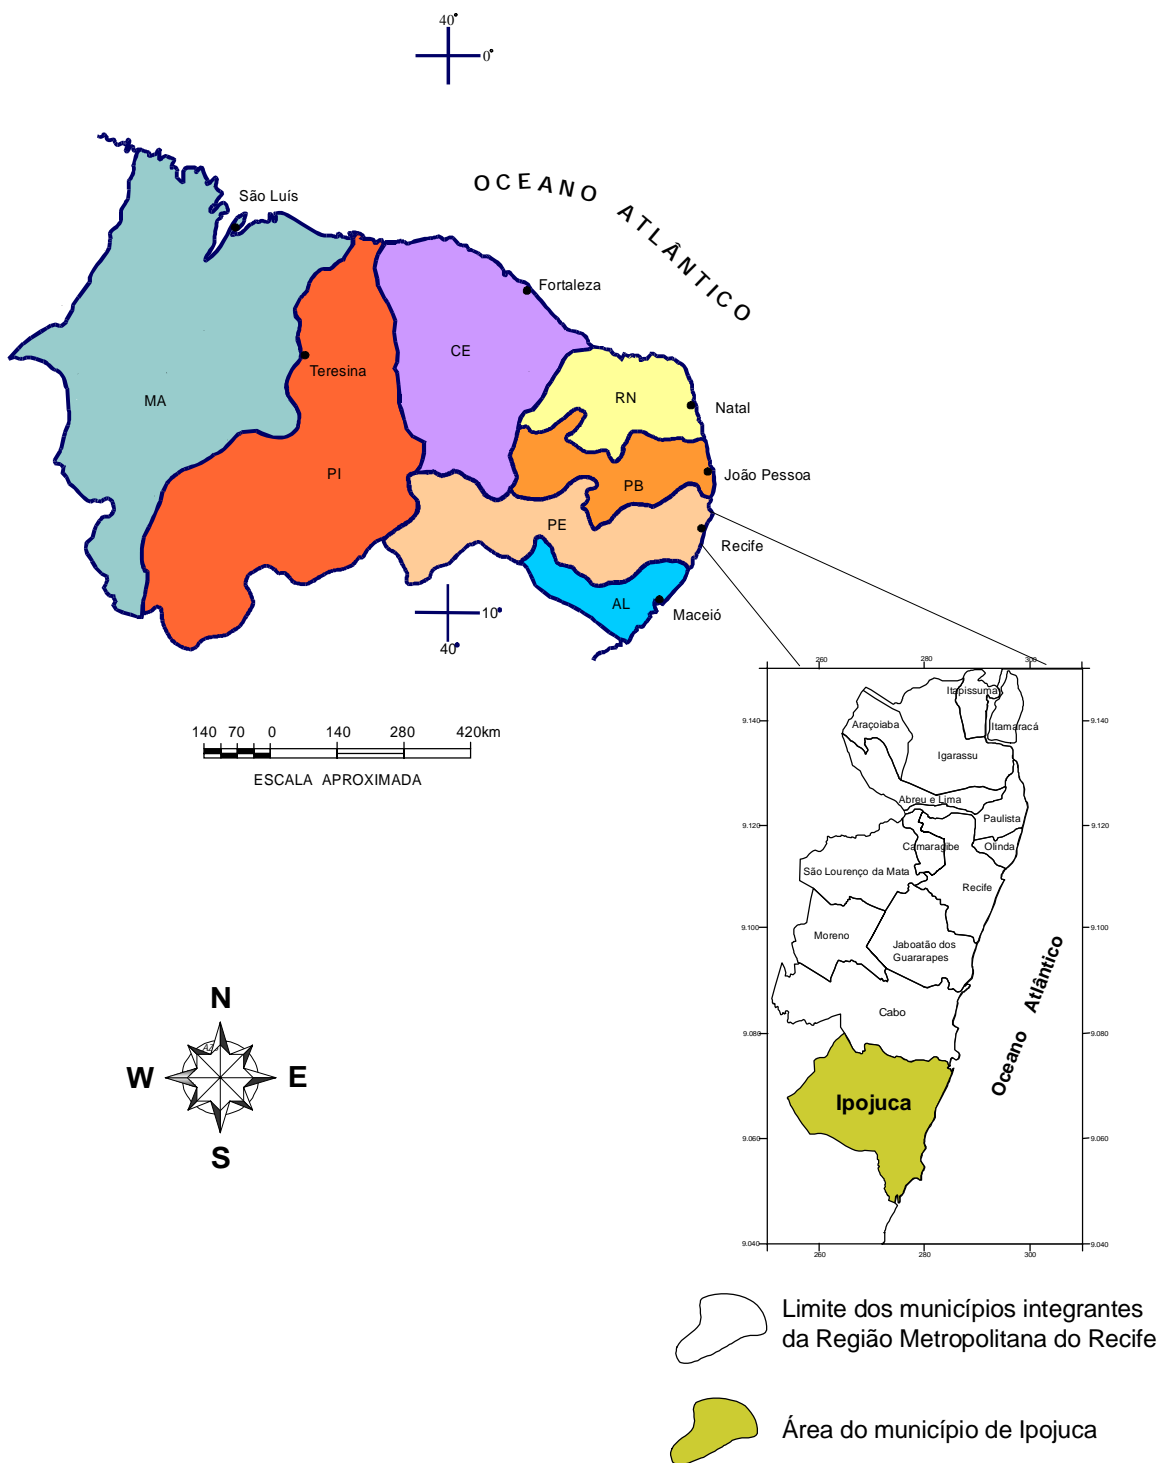 40°
0°
OCEANO ATLÂNTICO
São Luís
Fortaleza
CE
Teresina
MA
RN
Natal
PI
PB
João Pessoa
PE
Recife
AL
Maceió
10°
40°
260
280
300
Itapissuma
9.140
Araçoiaba
Itamaracá
9.140
140 70 0 140 280 420km
Igarassu
ESCALA APROXIMADA
Abreu e Lima
Paulista
9.120
9.120
Camaragibe
Olinda
São Lourenço da Mata
Recife
9.100
Moreno
Jaboatão dos
Guararapes
9.100
Oceano Atlântico
N
Cabo
9.080
9.080
W
E
Ipojuca
S
9.060
9.060
9.040
9.040
260
280
300
Limite dos municípios integrantes
da Região Metropolitana do Recife
Área do município de Ipojuca